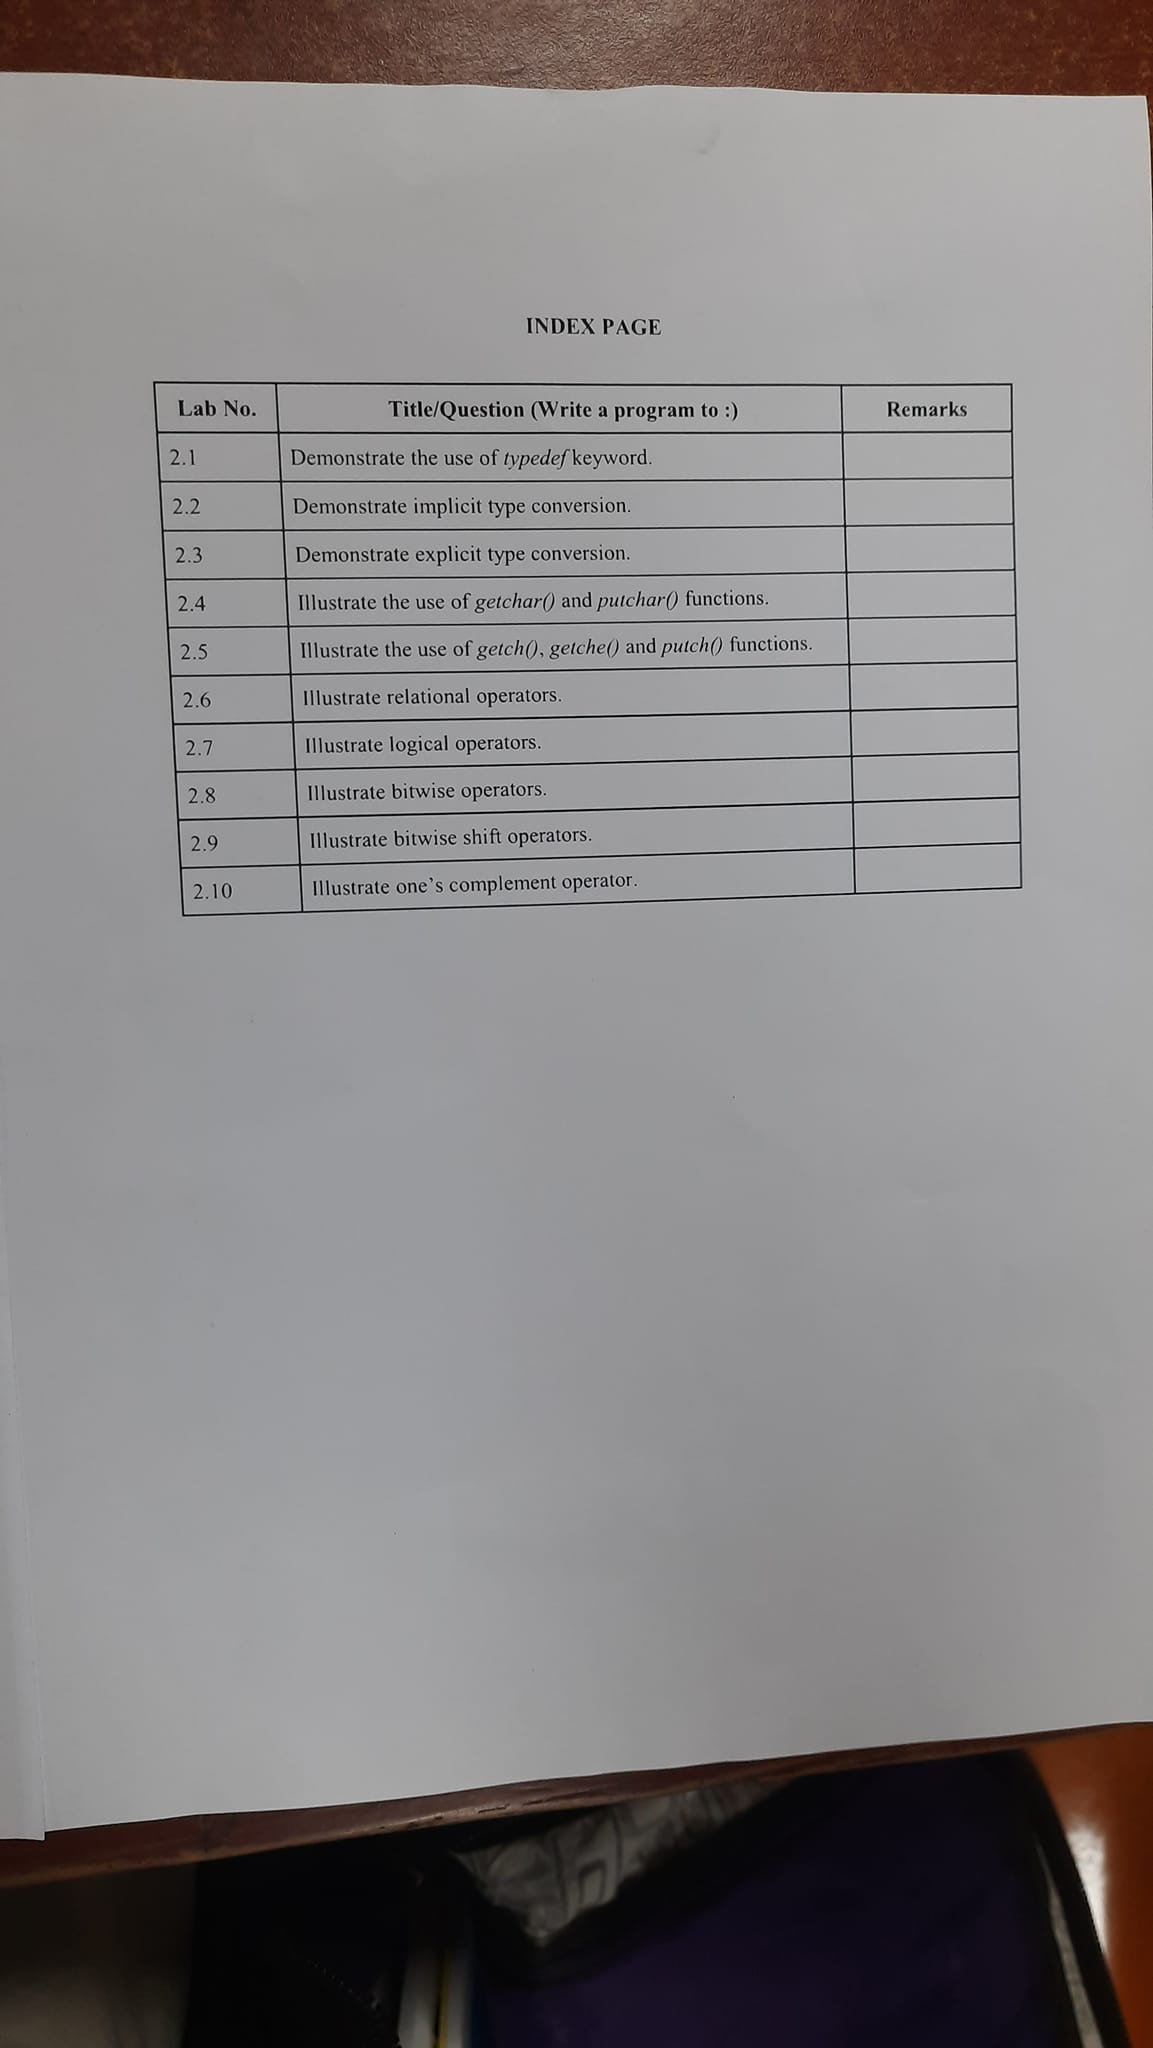 INDEX PAGE
Lab No. Title/Question (Write a program to :) Remarks
2.1 Demonstrate the use of typedef keyword.
2.2 Demonstrate implicit type conversion.
2.3 Demonstrate explicit type conversion.
2.4 Illustrate the use of getchar() and putchar() functions.
2.5 Illustrate the use of getch(), getche() and putch() functions.
2.6 Illustrate relational operators.
2.7 Illustrate logical operators.
2.8 Illustrate bitwise operators.
2.9 Illustrate bitwise shift operators.
2.10 Illustrate one’s complement operator.